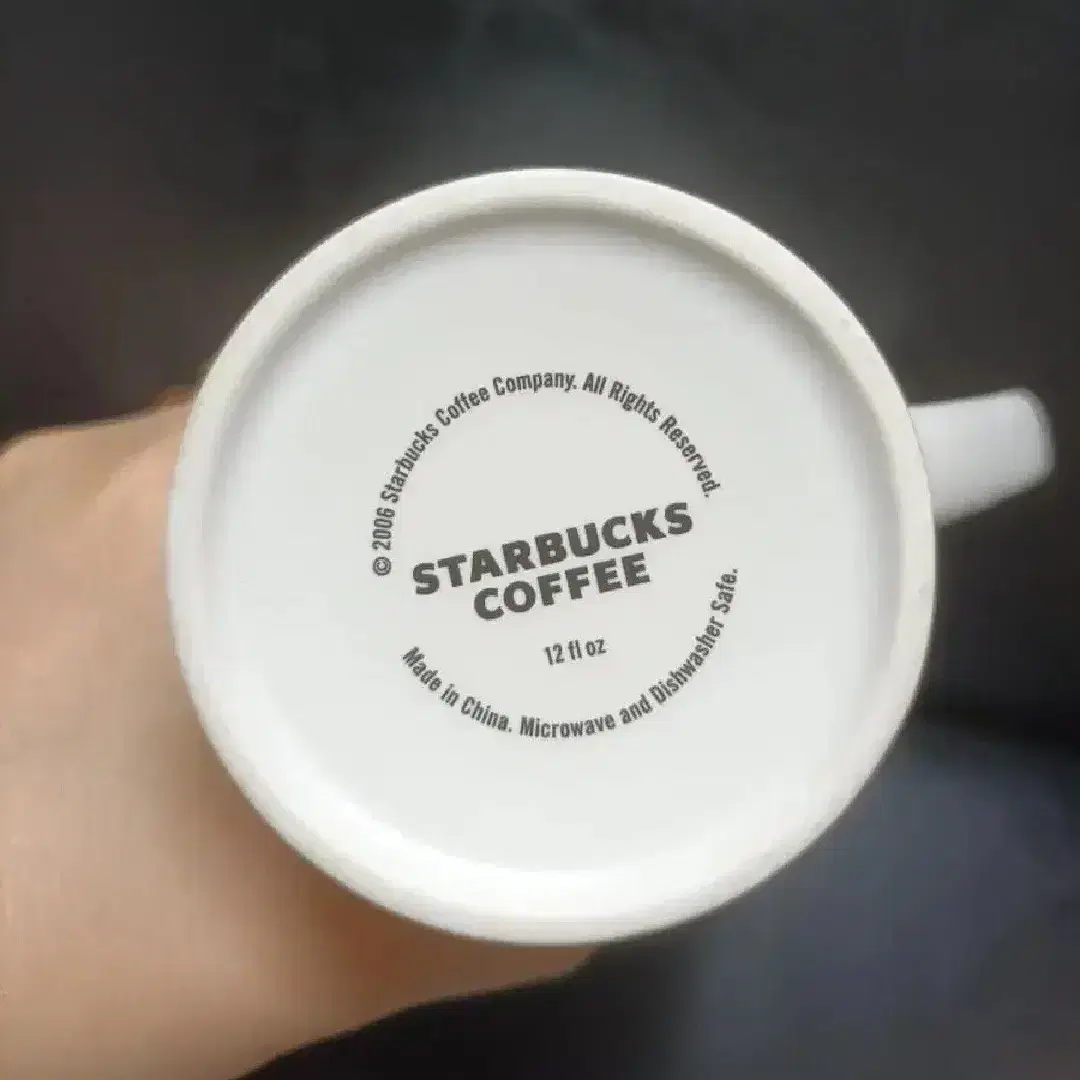 © 2006 Starbucks Coffee Company. All Rights Reserved.
STARBUCKS
COFFEE
12 fl oz
Made in China. Microwave and Dishwasher Safe.